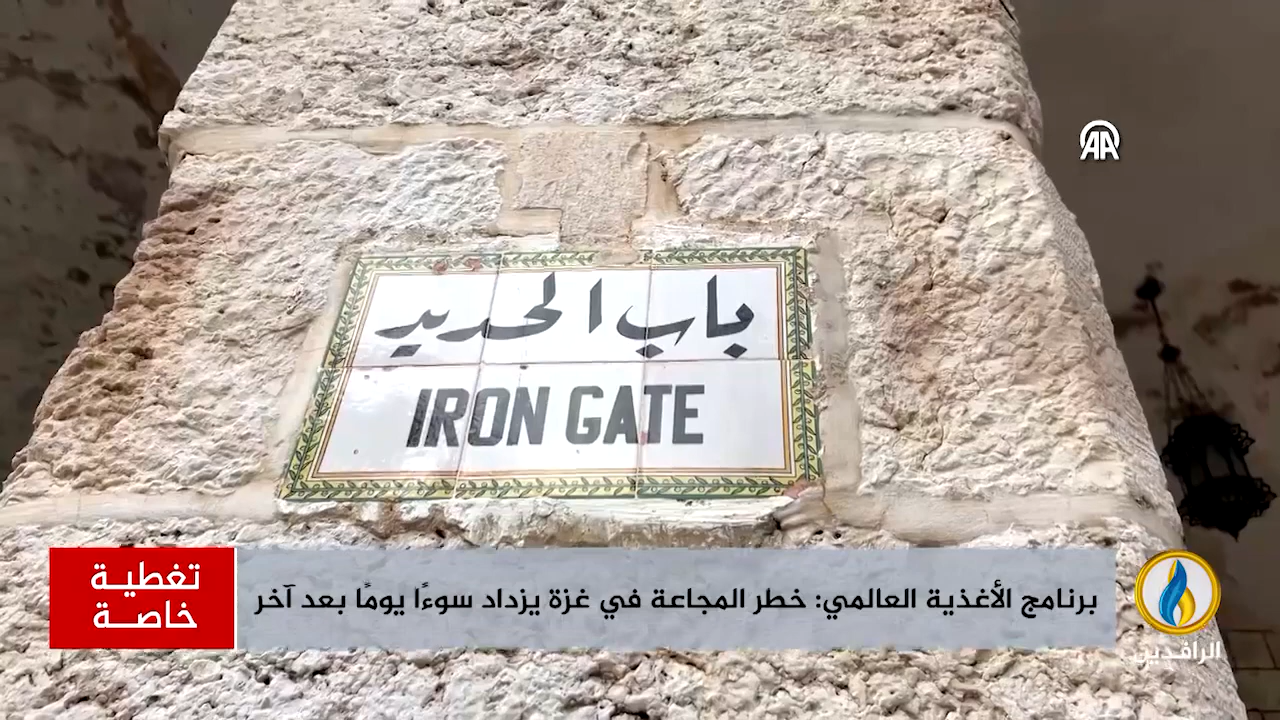 AA
باب الحديد
IRON GATE
تغطية
خاصة
برنامج الأغذية العالمي: خطر المجاعة في غزة يزداد سوءًا يومًا بعد آخر
الرافدين